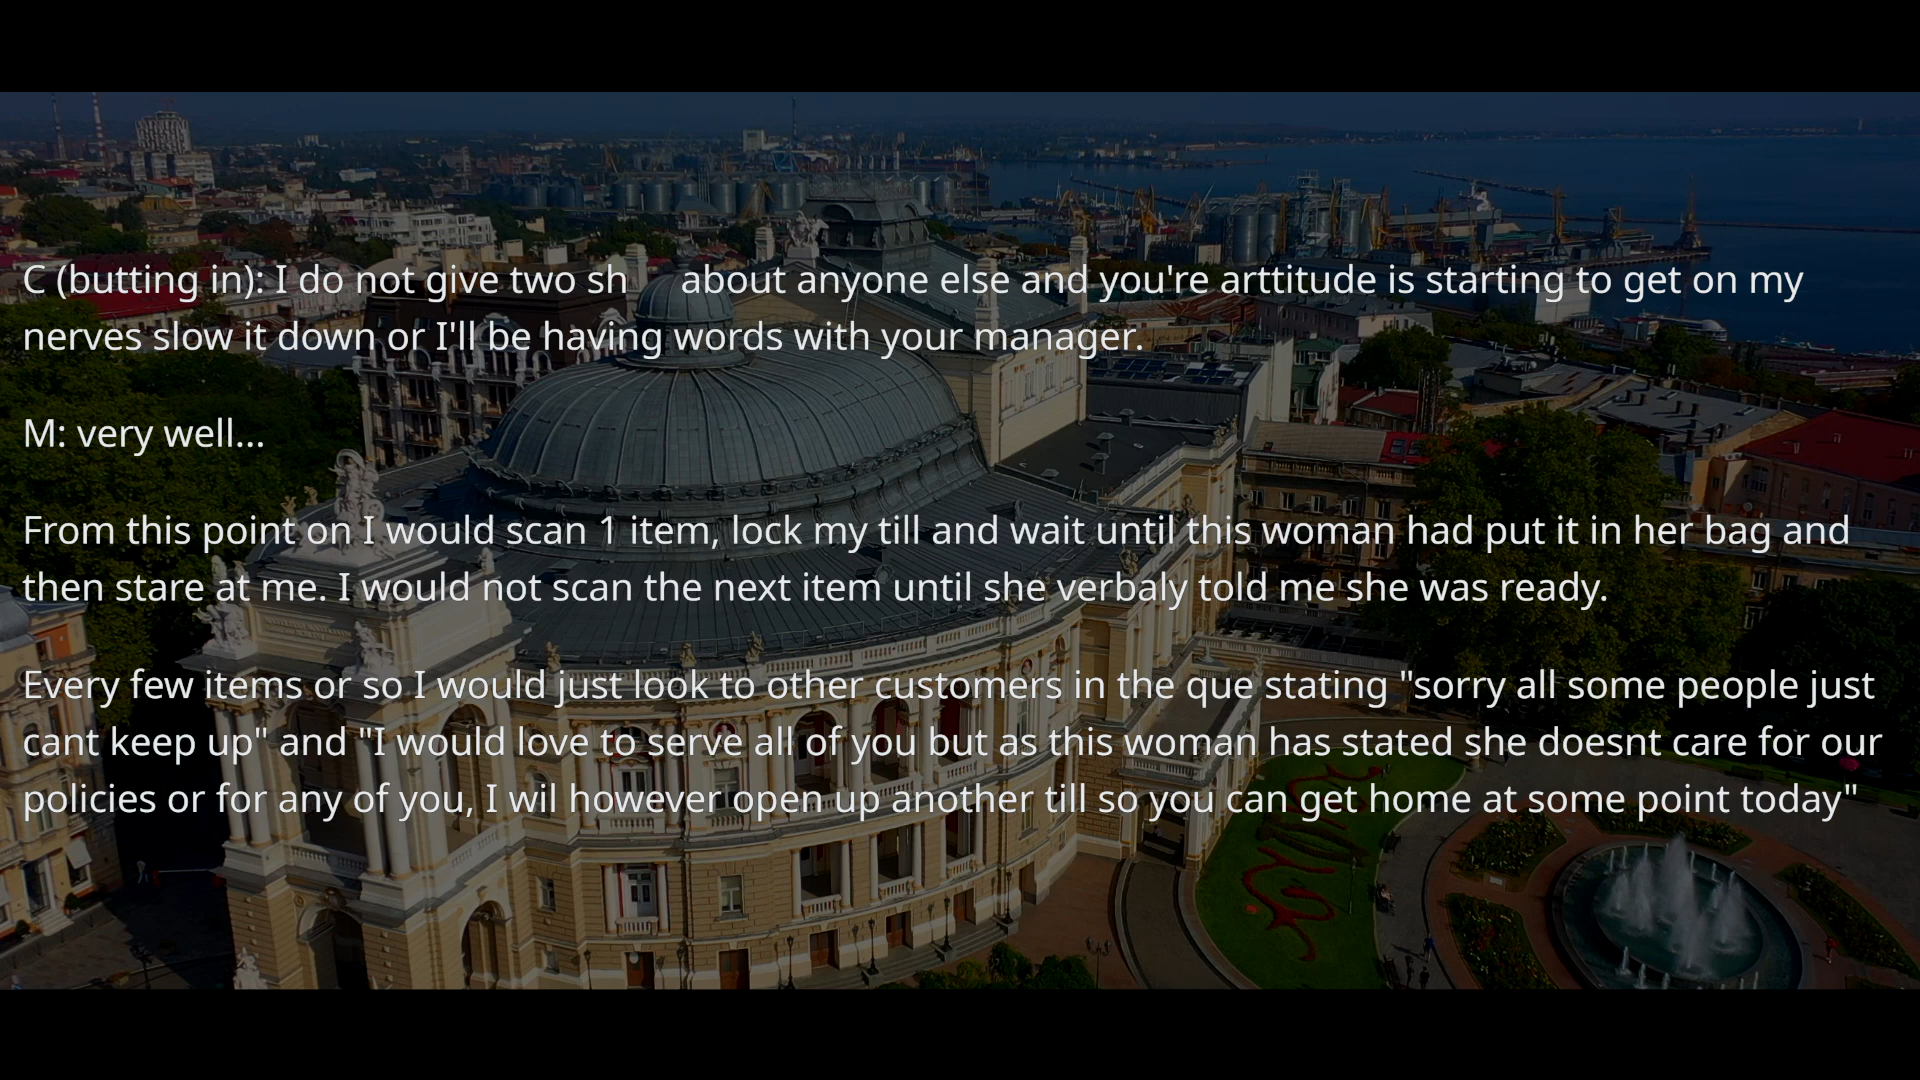 C (butting in): I do not give two sh about anyone else and you're arttitude is starting to get on my
nerves slow it down or I'll be having words with your manager.
M: very well...
From this point on I would scan 1 item, lock my till and wait until this woman had put it in her bag and
then stare at me. I would not scan the next item until she verbaly told me she was ready.
Every few items or so I would just look to other customers in the que stating "sorry all some people just
cant keep up" and "I would love to serve all of you but as this woman has stated she doesnt care for our
policies or for any of you, I wil however open up another till so you can get home at some point today"